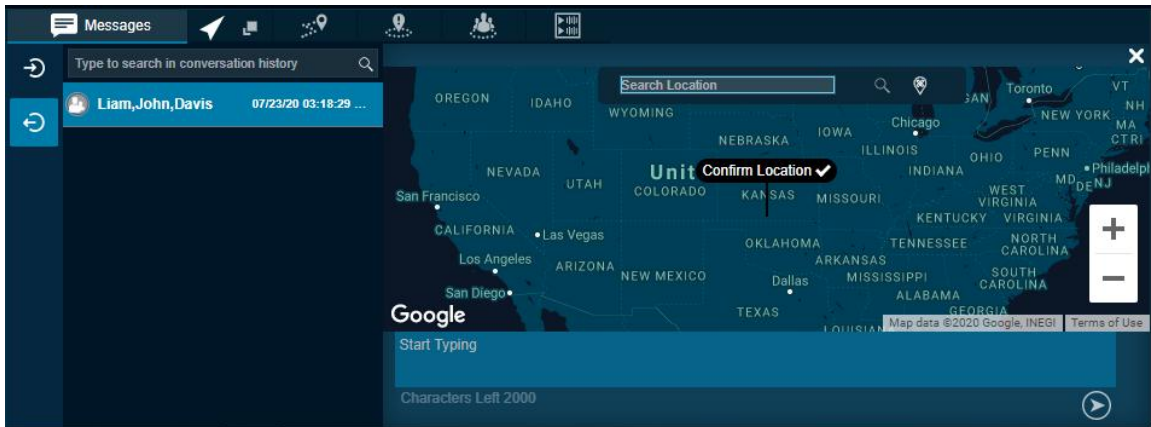 Messages
Type to search in conversation history
Liam,John,Davis 07/23/20 03:18:29 ...
Search Location
OREGON
IDAHO
WYOMING
Toronto
VT
NH
NEW YORK
MA
CT RI
Chicago
IOWA
NEBRASKA
ILLINOIS
OHIO
PENN
INDIANA
Philadelph
NEVADA
UTAH
Unit
Confirm Location
COLORADO
KANSAS
MISSOURI
WEST VIRGINIA
MD
DE
NJ
San Francisco
KENTUCKY
VIRGINIA
CALIFORNIA
Las Vegas
OKLAHOMA
TENNESSEE
NORTH CAROLINA
Los Angeles
ARIZONA
NEW MEXICO
ARKANSAS
Dallas
MISSISSIPPI
SOUTH CAROLINA
San Diego
ALABAMA
TEXAS
GEORGIA
Google
Map data ©2020 Google, INEGI
Terms of Use
Start Typing
Characters Left 2000